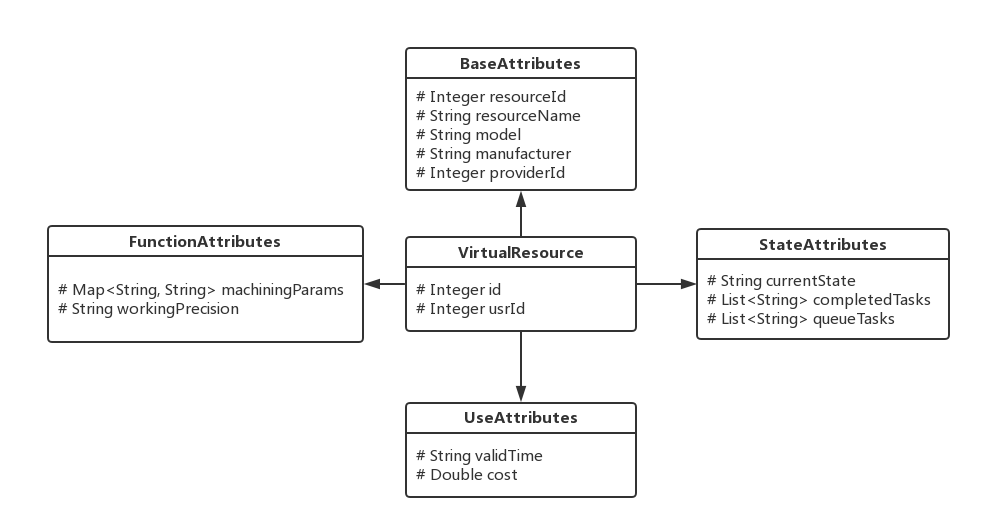 BaseAttributes
# Integer resourceId
# String resourceName
# String model
# String manufacturer
# Integer providerId
FunctionAttributes
# Map<String, String> machiningParams
# String workingPrecision
VirtualResource
# Integer id
# Integer usrId
StateAttributes
# String currentState
# List<String> completedTasks
# List<String> queueTasks
UseAttributes
# String validTime
# Double cost